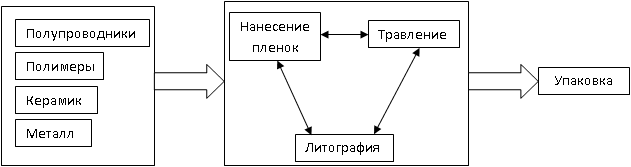 Полупроводники
Полимеры
Керамик
Металл
Нанесение
пленок
Травление
Литография
Упаковка